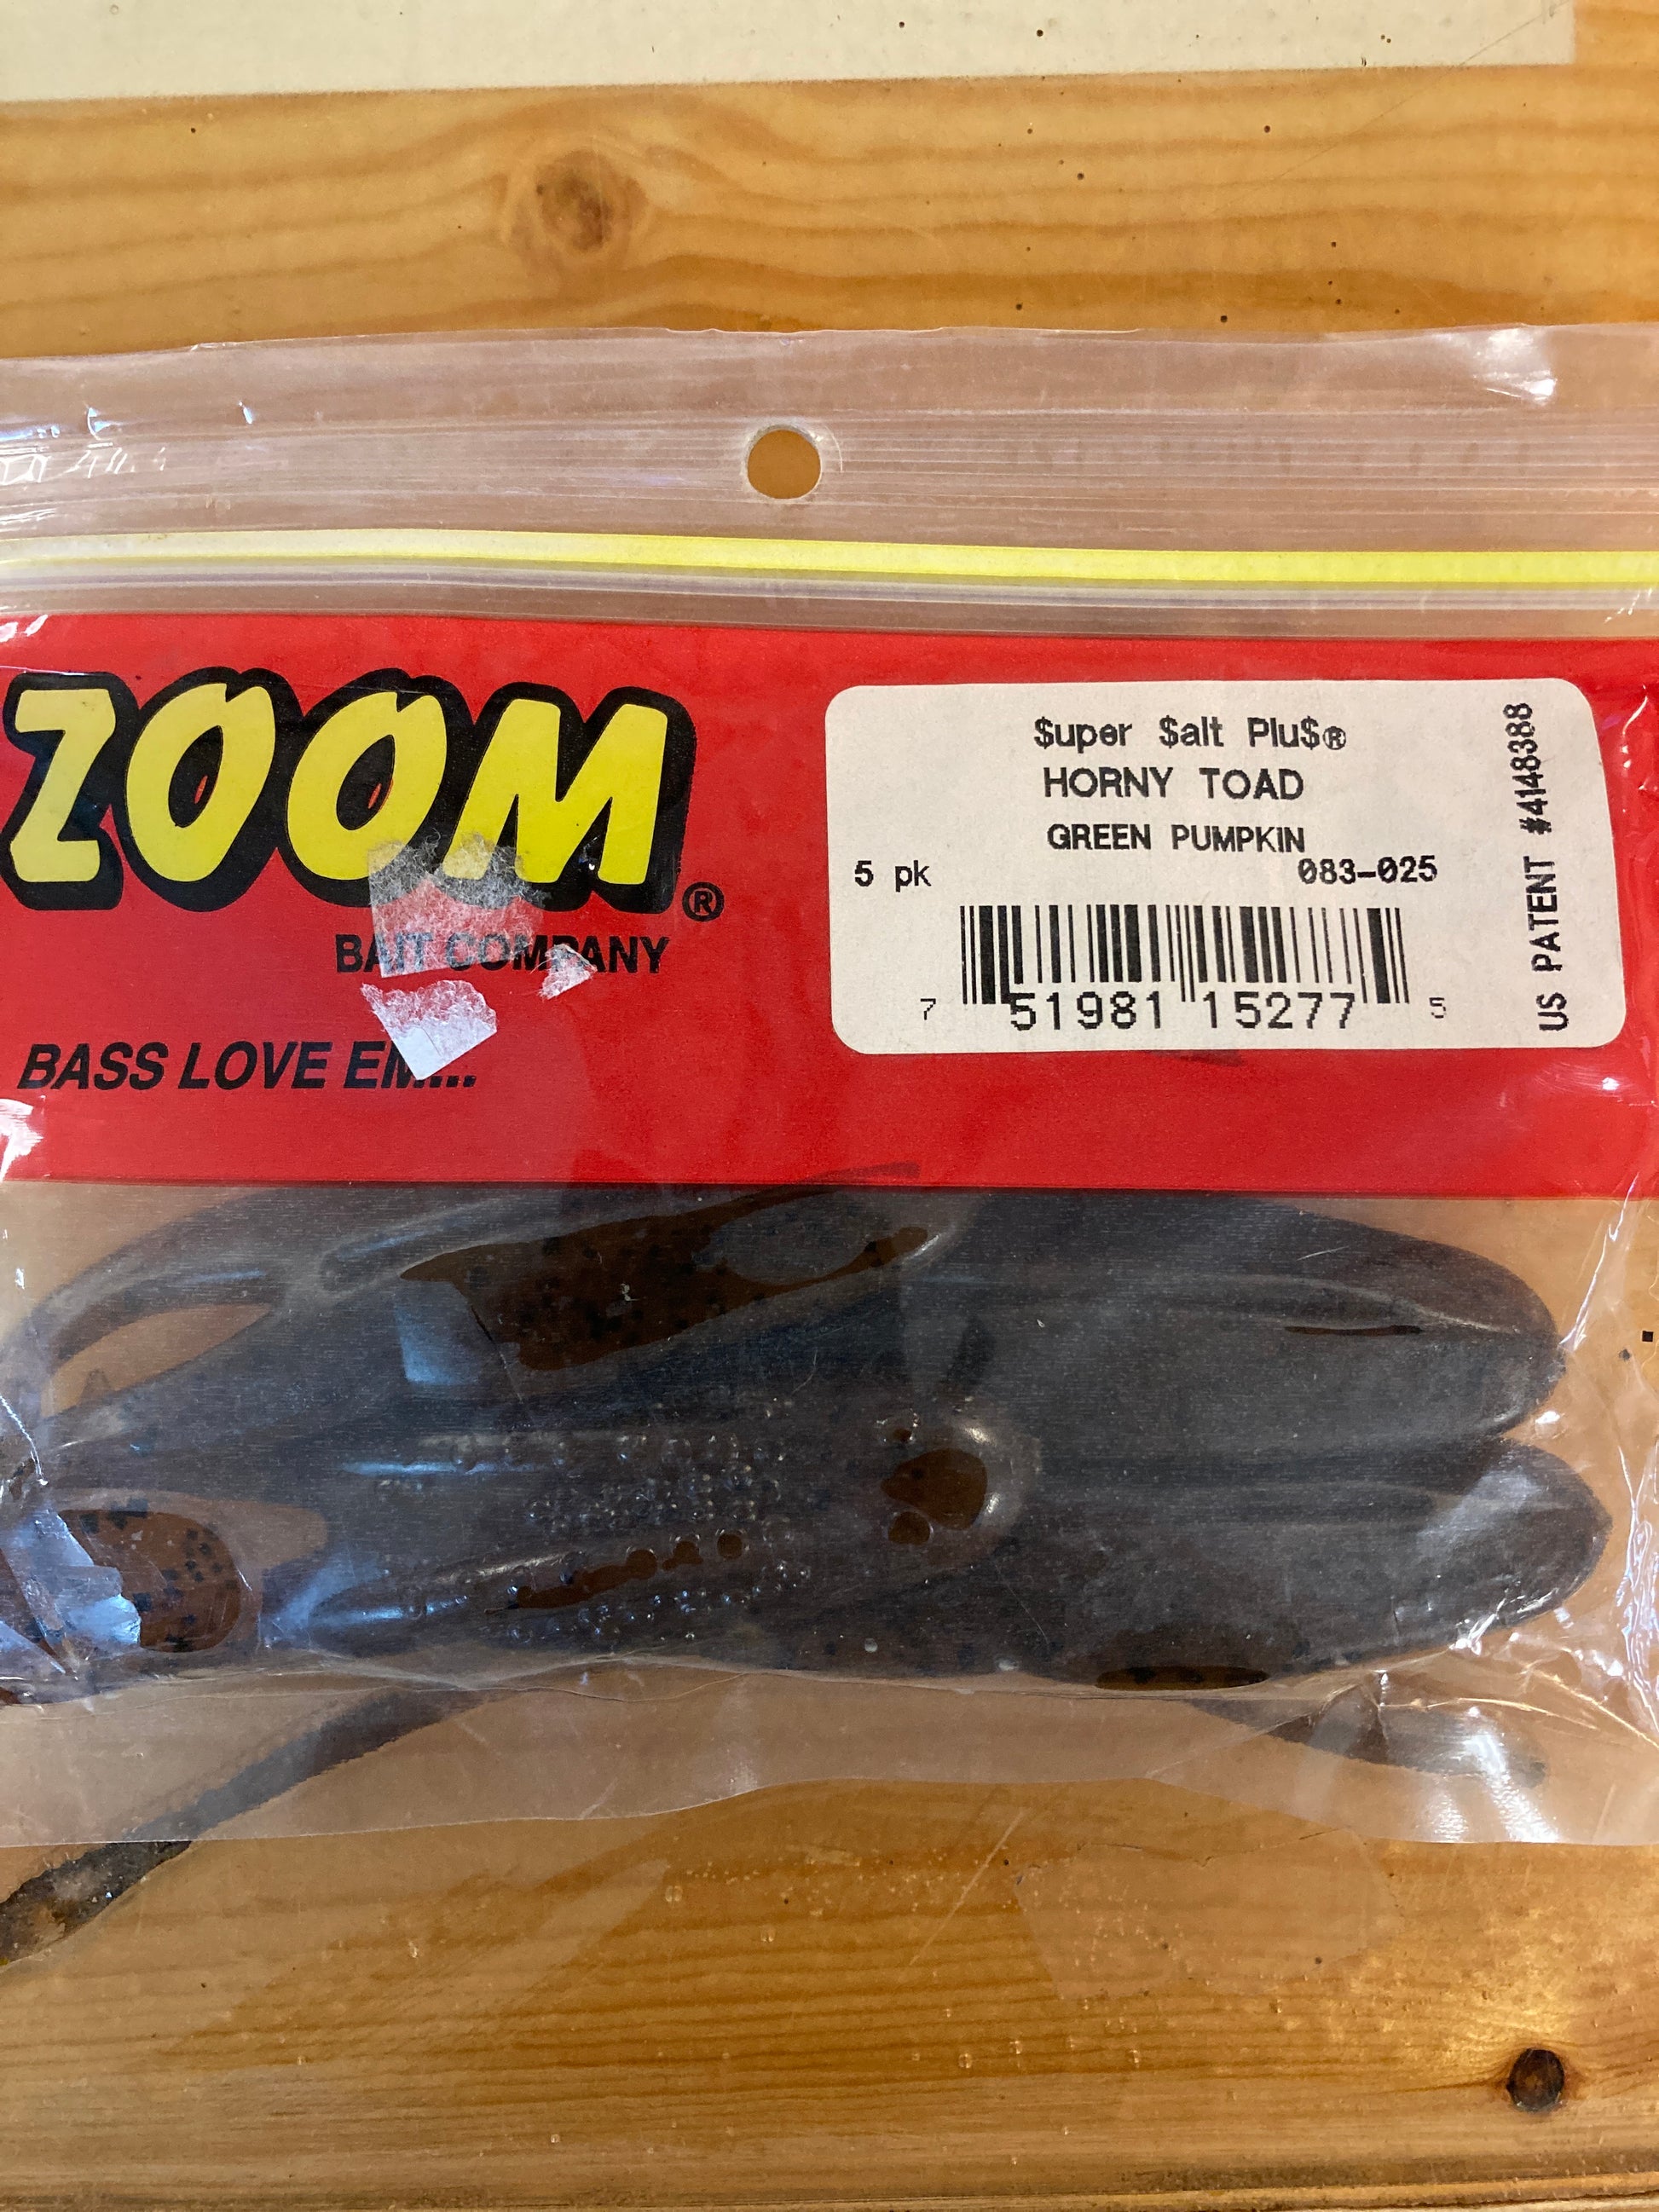 ZOOM®
BAIT COMPANY
BASS LOVE EM...
$uper $alt Plu$®
HORNY TOAD
GREEN PUMPKIN
5 pk 083-025
7 51981 15277 5
US PATENT #4148388